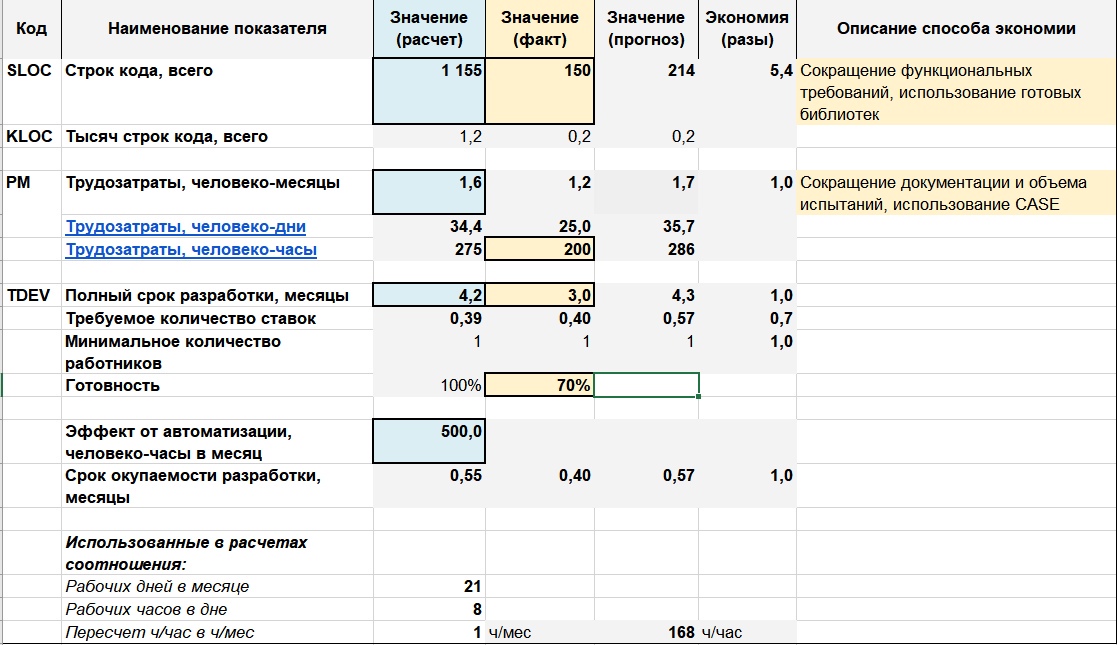 Код Наименование показателя Значение (расчет) Значение (факт) Значение (прогноз) Экономия (разы) Описание способа экономии
SLOC Строк кода, всего 1 155 150 214 5,4 Сокращение функциональных
требований, использование готовых
библиотек
KLOC Тысяч строк кода, всего 1,2 0,2 0,2
PM Трудозатраты, человеко-месяцы 1,6 1,2 1,7 1,0 Сокращение документации и объема
испытаний, использование CASE
Трудозатраты, человеко-дни 34,4 25,0 35,7
Трудозатраты, человеко-часы 275 200 286
TDEV Полный срок разработки, месяцы 4,2 3,0 4,3 1,0
Требуемое количество ставок 0,39 0,40 0,57 0,7
Минимальное количество 1 1 1 1,0
работников
Готовность 100% 70%
Эффект от автоматизации, 500,0
человеко-часы в месяц
Срок окупаемости разработки, 0,55 0,40 0,57 1,0
месяцы
Использованные в расчетах
соотношения:
Рабочих дней в месяце 21
Рабочих часов в дне 8
Пересчет ч/час в ч/мес 1 ч/мес 168 ч/час